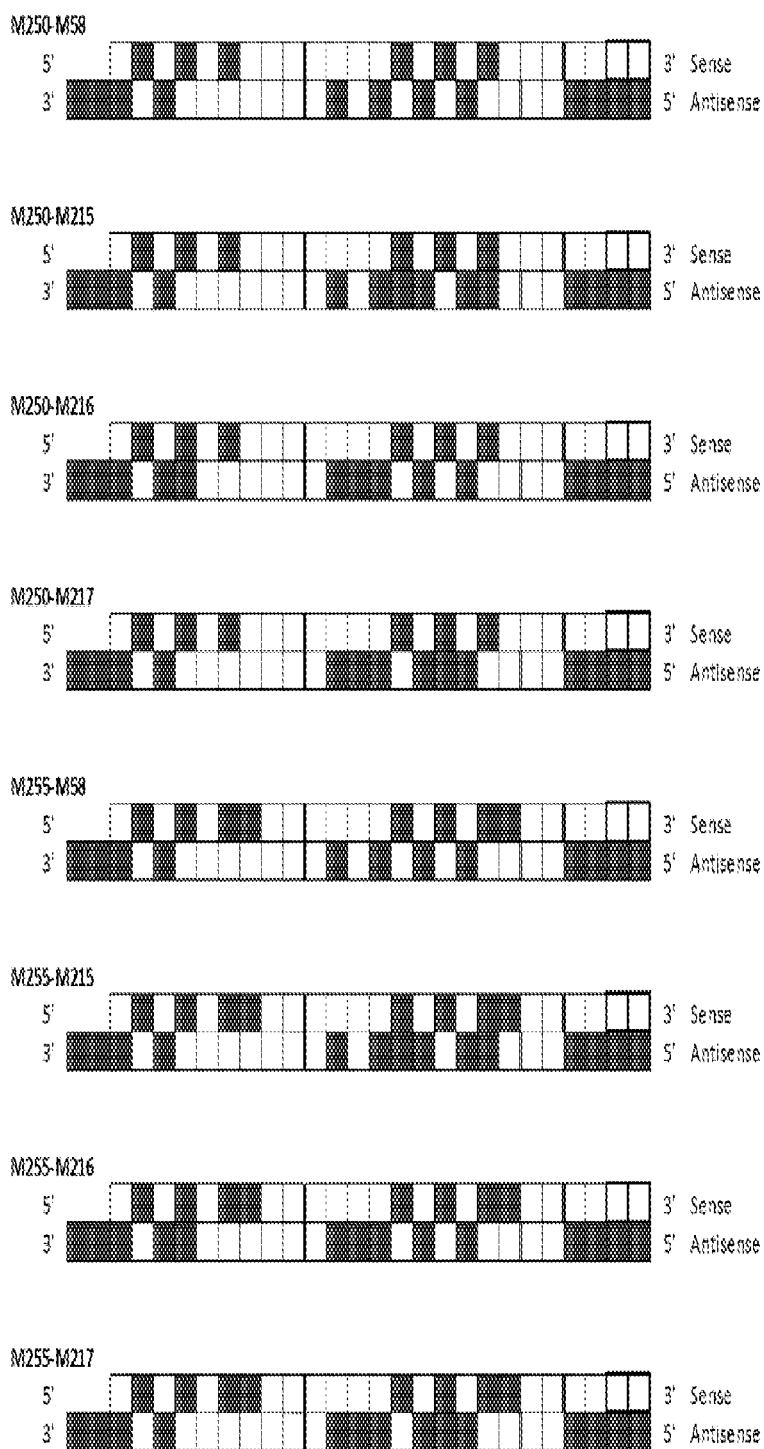 M250-M58
5' 3' Sense
3' 5' Antisense
M250-M215
5' 3' Sense
3' 5' Antisense
M250-M216
5' 3' Sense
3' 5' Antisense
M250-M217
5' 3' Sense
3' 5' Antisense
M255-M58
5' 3' Sense
3' 5' Antisense
M255-M215
5' 3' Sense
3' 5' Antisense
M255-M216
5' 3' Sense
3' 5' Antisense
M255-M217
5' 3' Sense
3' 5' Antisense